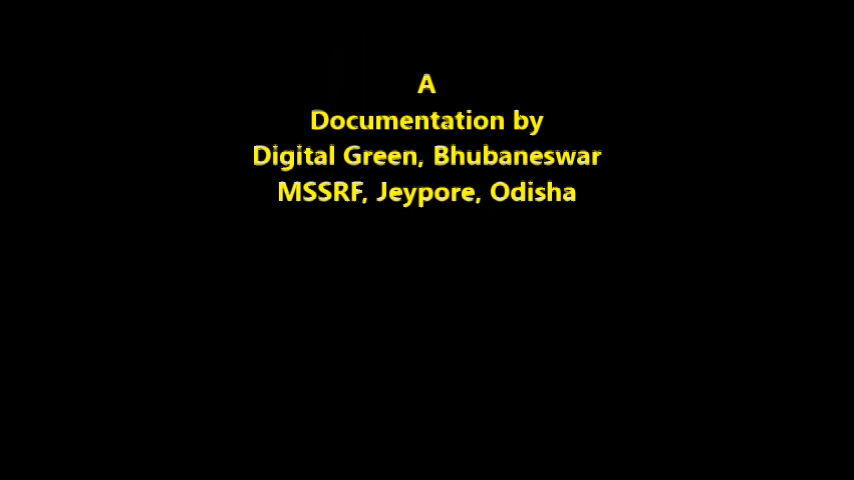 A
Documentation by
Digital Green, Bhubaneswar
MSSRF, Jeypore, Odisha